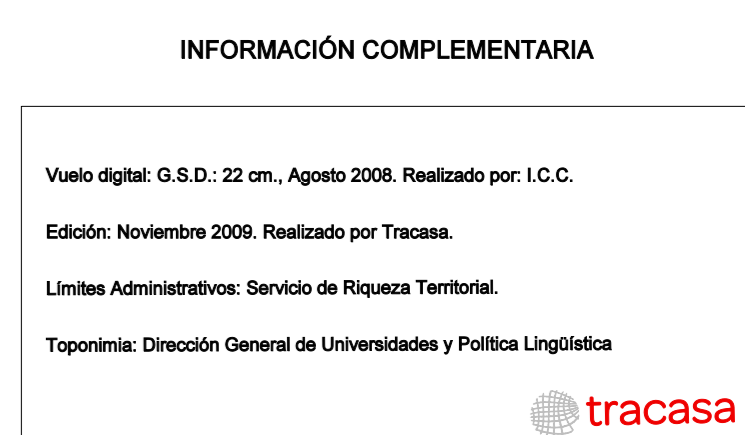 INFORMACIÓN COMPLEMENTARIA
Vuelo digital: G.S.D.: 22 cm., Agosto 2008. Realizado por: I.C.C.
Edición: Noviembre 2009. Realizado por Tracasa.
Límites Administrativos: Servicio de Riqueza Territorial.
Toponimia: Dirección General de Universidades y Política Lingüística
tracasa